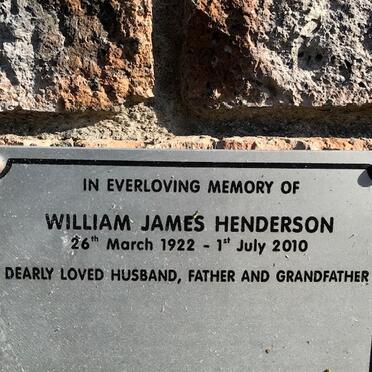 IN EVERLOVING MEMORY OF
WILLIAM JAMES HENDERSON
26th March 1922 - 1st July 2010
DEARLY LOVED HUSBAND, FATHER AND GRANDFATHER